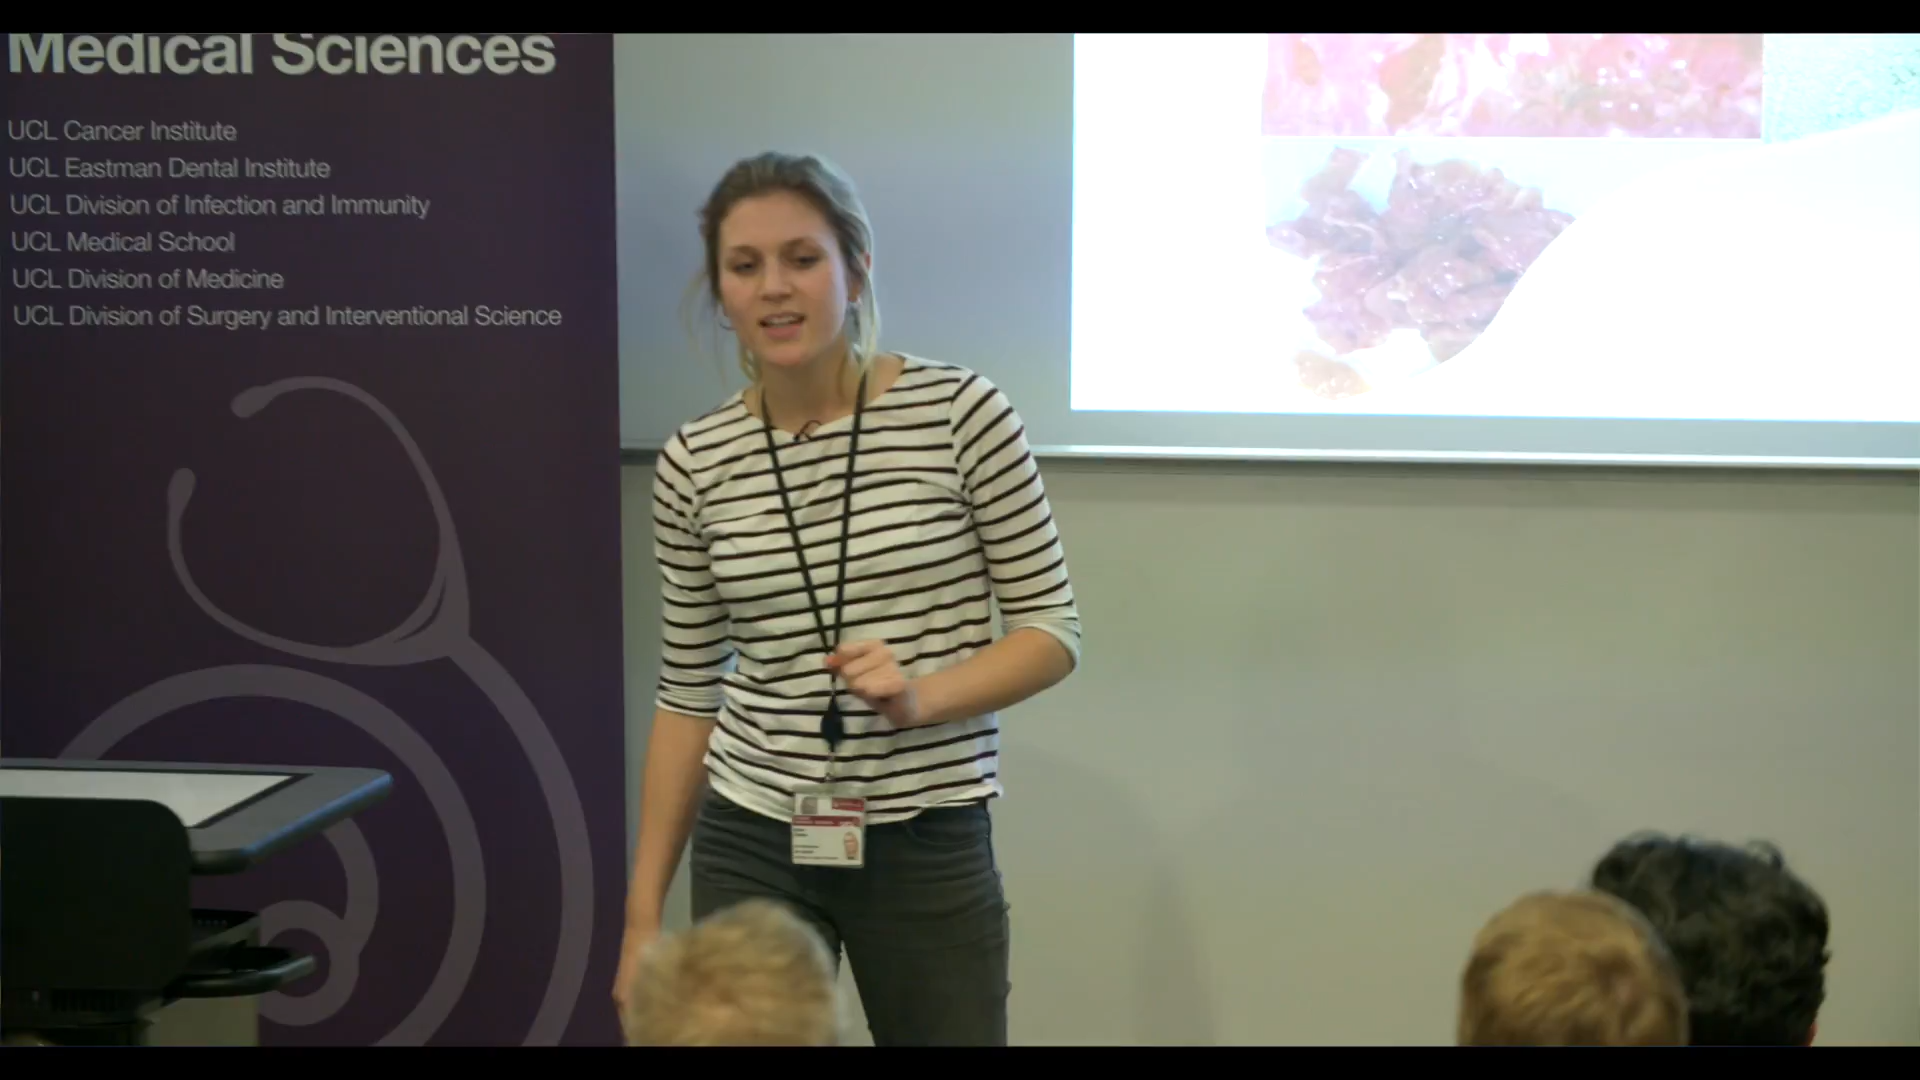 Medical Sciences
UCL Cancer Institute
UCL Eastman Dental Institute
UCL Division of Infection and Immunity
UCL Medical School
UCL Division of Medicine
UCL Division of Surgery and Interventional Science